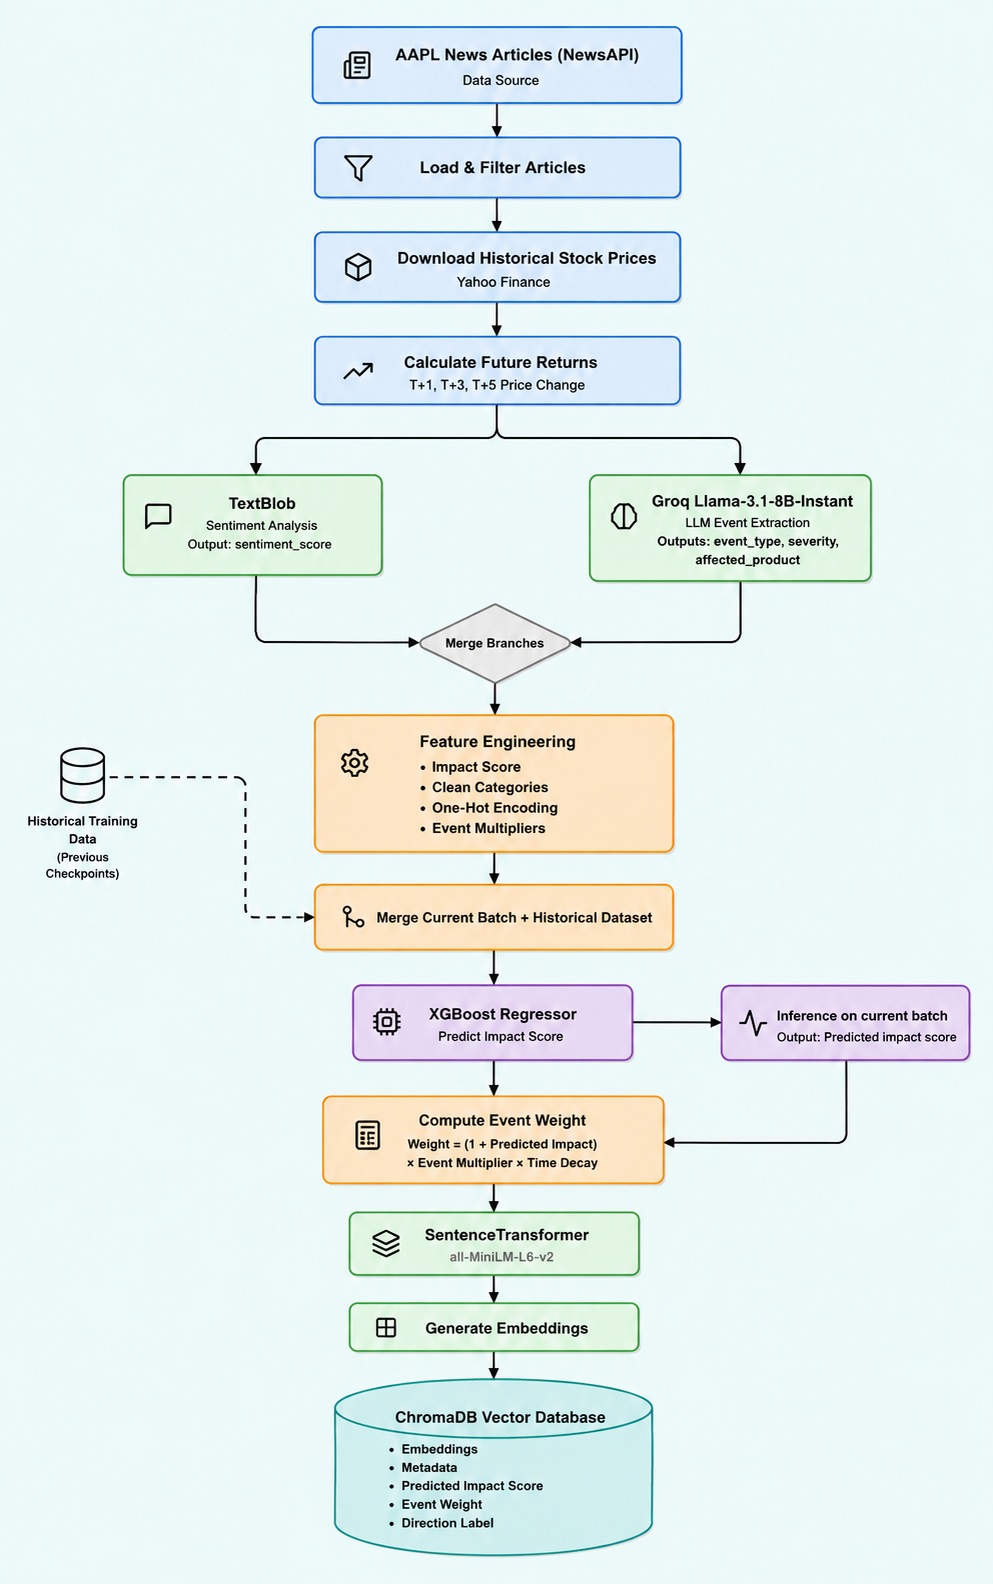 AAPL News Articles (NewsAPI)
Data Source
Load & Filter Articles
Download Historical Stock Prices
Yahoo Finance
Calculate Future Returns
T+1, T+3, T+5 Price Change
TextBlob
Sentiment Analysis
Output: sentiment_score
Groq Llama-3.1-8B-Instant
LLM Event Extraction
Outputs: event_type, severity,
affected_product
Merge Branches
Feature Engineering
• Impact Score
• Clean Categories
• One-Hot Encoding
• Event Multipliers
Historical Training
Data
(Previous
Checkpoints)
Merge Current Batch + Historical Dataset
XGBoost Regressor
Predict Impact Score
Inference on current batch
Output: Predicted impact score
Compute Event Weight
Weight = (1 + Predicted Impact)
× Event Multiplier × Time Decay
SentenceTransformer
all-MiniLM-L6-v2
Generate Embeddings
ChromaDB Vector Database
• Embeddings
• Metadata
• Predicted Impact Score
• Event Weight
• Direction Label